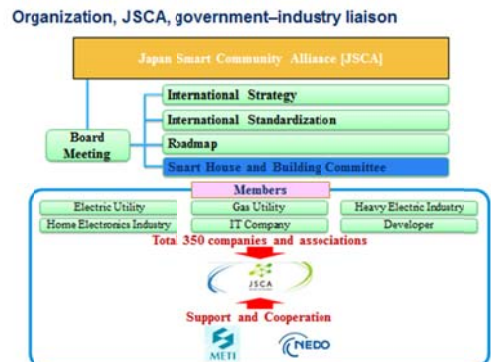 Organization, JSCA, government–industry liaison
Japan Smart Community Alliance [JSCA]
International Strategy
International Standardization
Board Meeting
Roadmap
Smart House and Building Committee
Members
Electric Utility
Gas Utility
Heavy Electric Industry
Home Electronics Industry
IT Company
Developer
Total 350 companies and associations
JSCA
Support and Cooperation
METI
NEDO